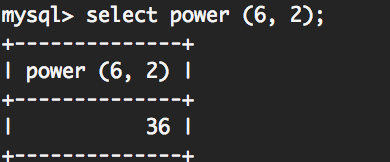 mysql> select power (6, 2);
+--------------+
| power (6, 2) |
+--------------+
|           36 |
+--------------+